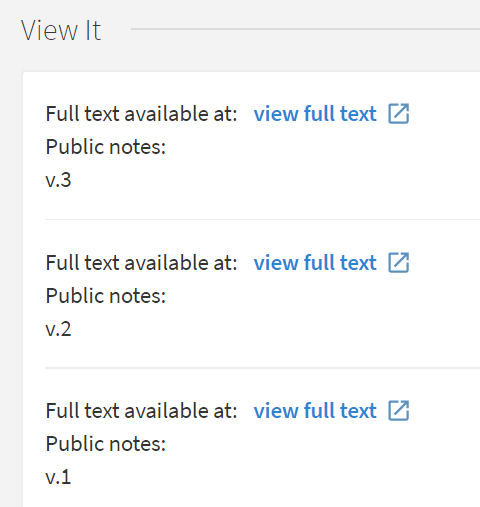 View It
Full text available at: view full text
Public notes:
v.3
Full text available at: view full text
Public notes:
v.2
Full text available at: view full text
Public notes:
v.1